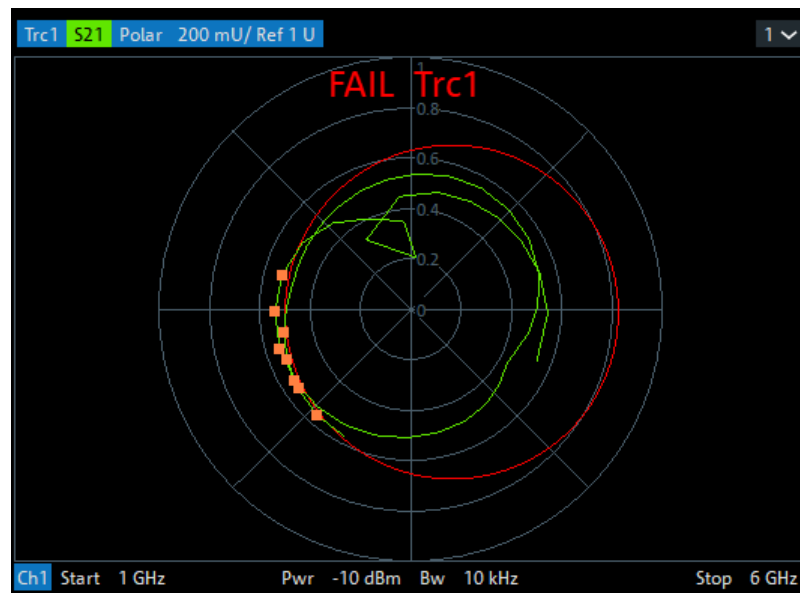 Trc1 S21 Polar 200 mU/ Ref 1 U 1
1
FAIL Trc1
0.8
0.6
0.4
0.2
0
Ch1 Start 1 GHz Pwr -10 dBm Bw 10 kHz Stop 6 GHz